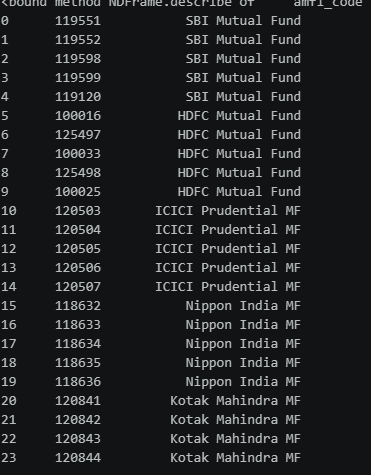 <bound method NDFrame.describe of amfi_code
0 119551 SBI Mutual Fund
1 119552 SBI Mutual Fund
2 119598 SBI Mutual Fund
3 119599 SBI Mutual Fund
4 119120 SBI Mutual Fund
5 100016 HDFC Mutual Fund
6 125497 HDFC Mutual Fund
7 100033 HDFC Mutual Fund
8 125498 HDFC Mutual Fund
9 100025 HDFC Mutual Fund
10 120503 ICICI Prudential MF
11 120504 ICICI Prudential MF
12 120505 ICICI Prudential MF
13 120506 ICICI Prudential MF
14 120507 ICICI Prudential MF
15 118632 Nippon India MF
16 118633 Nippon India MF
17 118634 Nippon India MF
18 118635 Nippon India MF
19 118636 Nippon India MF
20 120841 Kotak Mahindra MF
21 120842 Kotak Mahindra MF
22 120843 Kotak Mahindra MF
23 120844 Kotak Mahindra MF